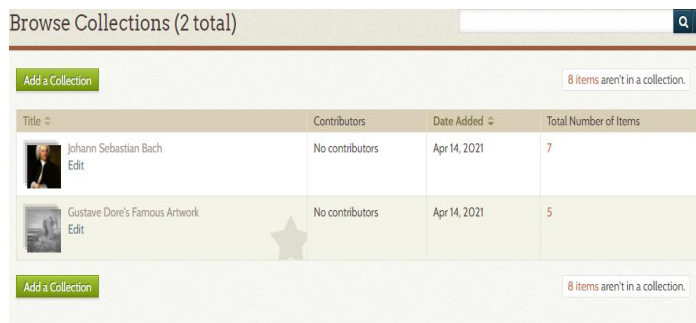 Browse Collections (2 total)
Add a Collection
8 items aren't in a collection.
Title Contributors Date Added Total Number of Items
Johann Sebastian Bach No contributors Apr 14, 2021 7
Edit
Gustave Dore's Famous Artwork No contributors Apr 14, 2021 5
Edit
Add a Collection
8 items aren't in a collection.